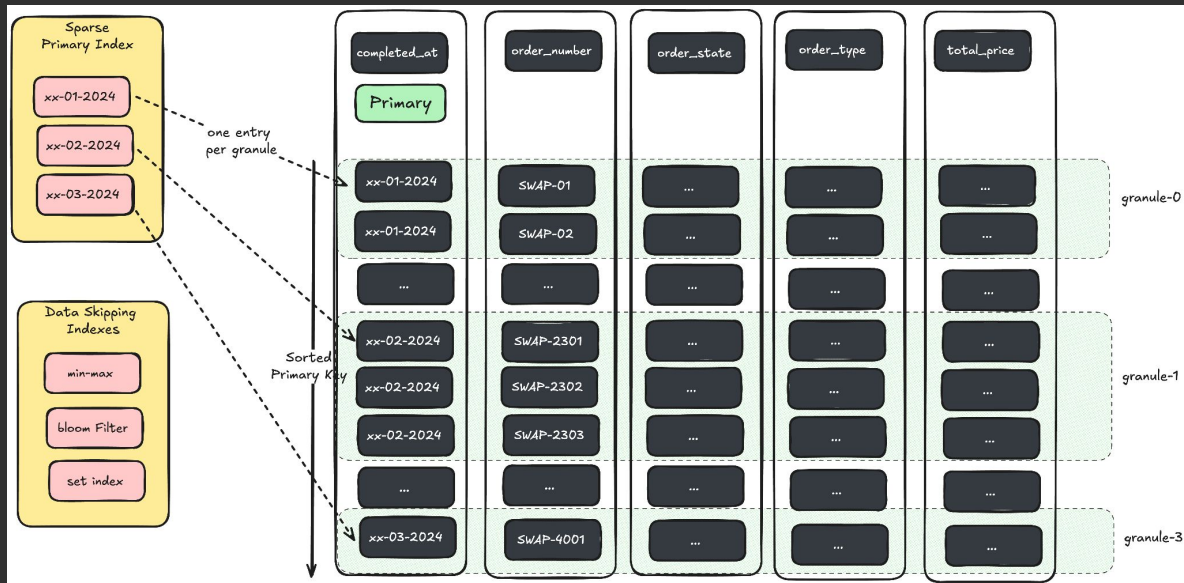 Sparse
Primary Index
xx-01-2024
xx-02-2024
xx-03-2024
Data Skipping
Indexes
min-max
bloom Filter
set index
one entry
per granule
Sorted
Primary Key
completed_at
order_number
order_state
order_type
total_price
Primary
xx-01-2024
SWAP-01
...
...
...
granule-0
xx-01-2024
SWAP-02
...
...
...
...
...
...
...
...
xx-02-2024
SWAP-2301
...
...
...
xx-02-2024
SWAP-2302
...
...
...
granule-1
xx-02-2024
SWAP-2303
...
...
...
...
...
...
...
...
xx-03-2024
SWAP-4001
...
...
...
granule-3